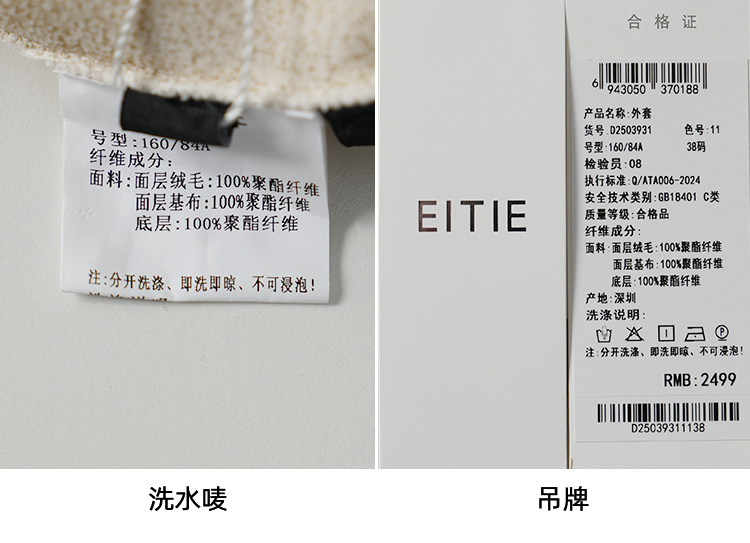 号型:160/84A
纤维成分:
面料:面层绒毛:100%聚酯纤维
面层基布:100%聚酯纤维
底层:100%聚酯纤维
注:分开洗涤、即洗即晾、不可浸泡!
洗水唛
EITIE
合格证
6 943050 370188
产品名称:外套
货号 D2503931 色号:11
号型:160/84A 38码
检验员:08
执行标准:Q/ATA006-2024
安全技术类别:GB18401 C类
质量等级:合格品
纤维成分:
面料:面层绒毛:100%聚酯纤维
面层基布:100%聚酯纤维
底层:100%聚酯纤维
产地:深圳
洗涤说明:
注:分开洗涤、即洗即晾、不可浸泡!
RMB:2499
D25039311138
吊牌